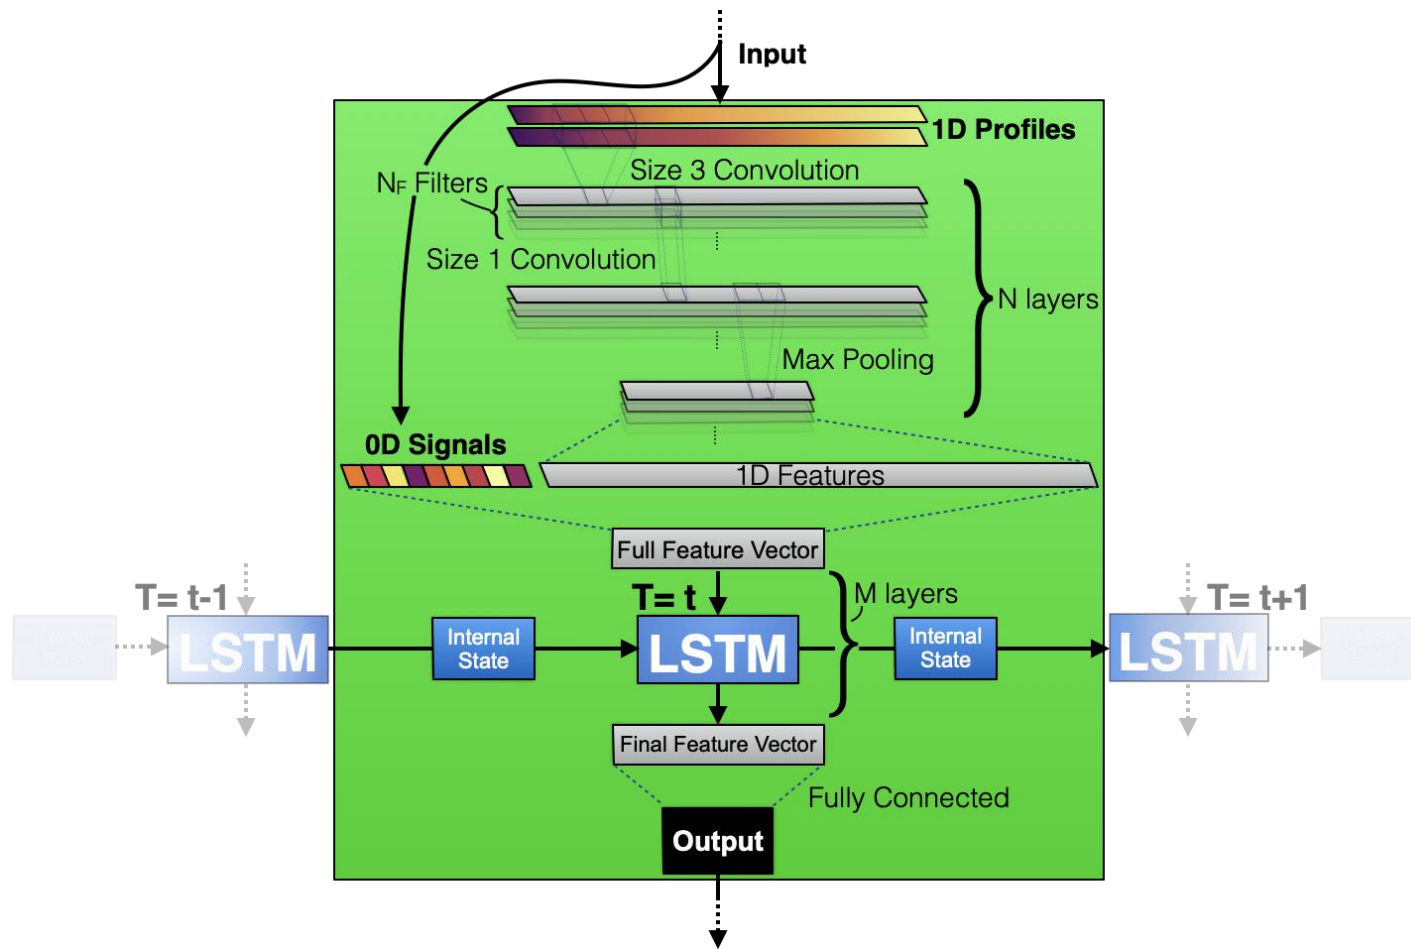 Input
1D Profiles
Size 3 Convolution
NF Filters
Size 1 Convolution
N layers
Max Pooling
0D Signals
1D Features
Full Feature Vector
T= t-1
T= t
M layers
T= t+1
LSTM
Internal
State
LSTM
Internal
State
LSTM
Final Feature Vector
Fully Connected
Output